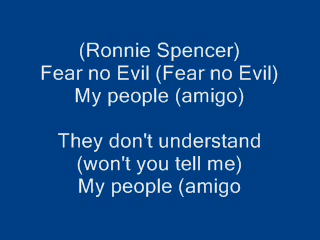 (Ronnie Spencer)
Fear no Evil (Fear no Evil)
My people (amigo)
They don't understand
(won't you tell me)
My people (amigo